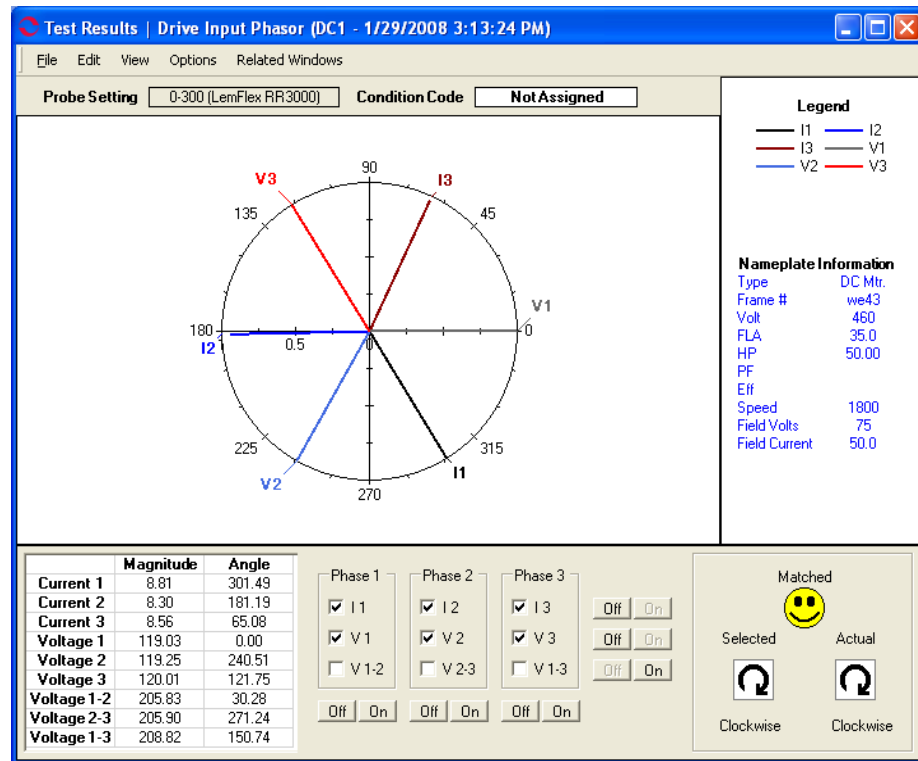 Test Results | Drive Input Phasor (DC1 - 1/29/2008 3:13:24 PM)
File Edit View Options Related Windows
Probe Setting 0-300 (LemFlex RR3000) Condition Code Not Assigned
Legend
I1 I2
I3 V1
V2 V3
90
V3 I3
135 45
V1
180 0
I2 0.5 0
225 315
V2 I1
270
Nameplate Information
Type DC Mtr.
Frame # we43
Volt 460
FLA 35.0
HP 50.00
PF
Eff
Speed 1800
Field Volts 75
Field Current 50.0
Magnitude Angle
Current 1 8.81 301.49
Current 2 8.30 181.19
Current 3 8.56 65.08
Voltage 1 119.03 0.00
Voltage 2 119.25 240.51
Voltage 3 120.01 121.75
Voltage 1-2 205.83 30.28
Voltage 2-3 205.90 271.24
Voltage 1-3 208.82 150.74
Phase 1 Phase 2 Phase 3
I 1 I 2 I 3 Off On
V 1 V 2 V 3 Off On
V 1-2 V 2-3 V 1-3 Off On
Off On Off On Off On
Matched
Selected Actual
Clockwise Clockwise